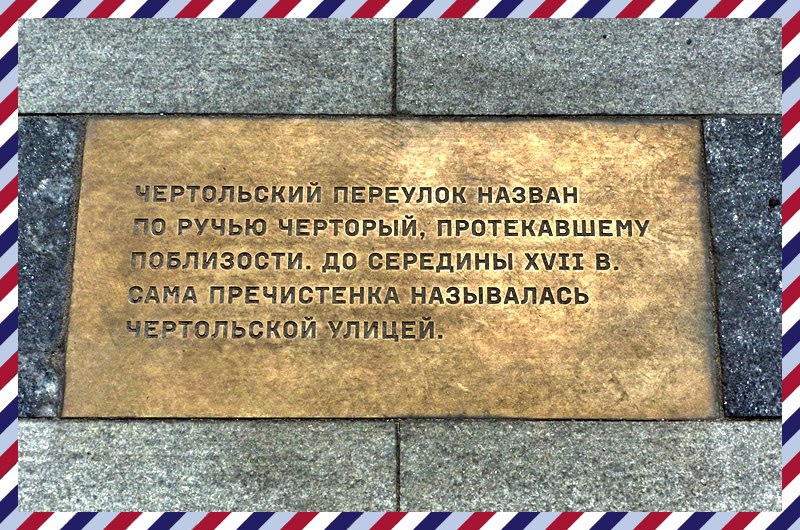 ЧЕРТОЛЬСКИЙ ПЕРЕУЛОК НАЗВАН
ПО РУЧЬЮ ЧЕРТОРЫЙ, ПРОТЕКАВШЕМУ
ПОБЛИЗОСТИ. ДО СЕРЕДИНЫ XVII В.
САМА ПРЕЧИСТЕНКА НАЗЫВАЛАСЬ
ЧЕРТОЛЬСКОЙ УЛИЦЕЙ.